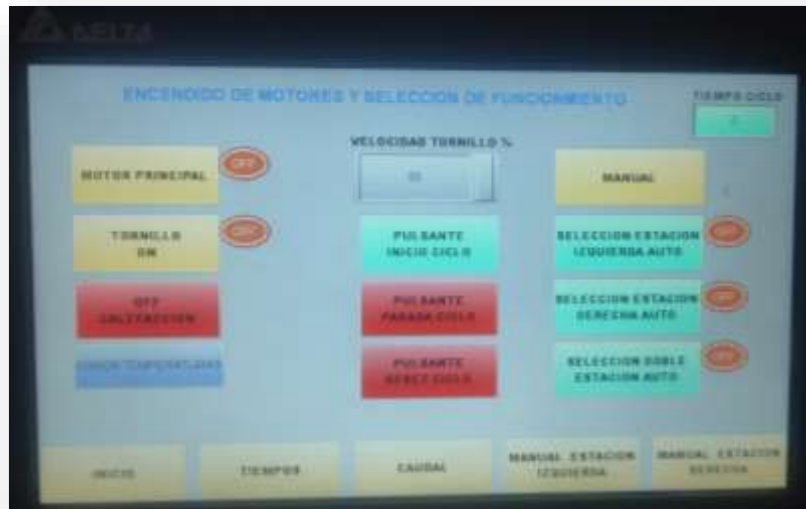 DELTA
ENCENDIDO DE MOTORES Y SELECCION DE FUNCIONMIENTO
TIEMPO CICLO
VELOCIDAD TORNILLO %
MOTOR PRINCIPAL
OFF
MANUAL
TORNILLO
ON
OFF
PULSANTE
INICIO CICLO
SELECCION ESTACION
IZQUIERDA AUTO
OFF
OFF
CALEFACCION
PULSANTE
PARADA CICLO
SELECCION ESTACION
DERECHA AUTO
OFF
TEMPERATURAS
PULSANTE
RESET CICLO
SELECCION DOBLE
ESTACION AUTO
OFF
INICIO
TIEMPOS
CAUDAL
MANUAL ESTACION
IZQUIERDA
MANUAL ESTACION
DERECHA